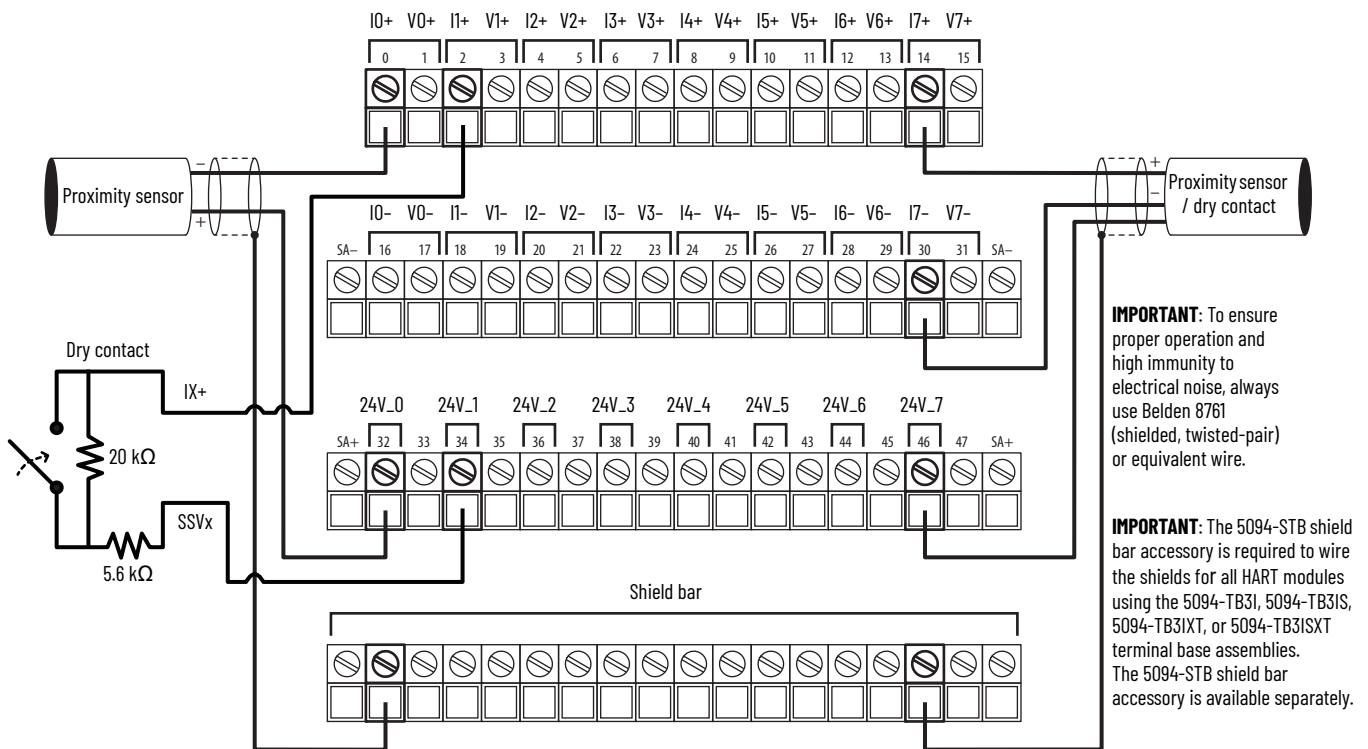 I0+ V0+ I1+ V1+ I2+ V2+ I3+ V3+ I4+ V4+ I5+ V5+ I6+ V6+ I7+ V7+
0 1 2 3 4 5 6 7 8 9 10 11 12 13 14 15
–
Proximity sensor
+
+
–
Proximity sensor
/ dry contact
I0– V0– I1– V1– I2– V2– I3– V3– I4– V4– I5– V5– I6– V6– I7– V7–
SA– 16 17 18 19 20 21 22 23 24 25 26 27 28 29 30 31 SA–
Dry contact
IX+
20 kΩ
SSVx
5.6 kΩ
24V_0 24V_1 24V_2 24V_3 24V_4 24V_5 24V_6 24V_7
SA+ 32 33 34 35 36 37 38 39 40 41 42 43 44 45 46 47 SA+
Shield bar
IMPORTANT: To ensure
proper operation and
high immunity to
electrical noise, always
use Belden 8761
(shielded, twisted-pair)
or equivalent wire.
IMPORTANT: The 5094-STB shield
bar accessory is required to wire
the shields for all HART modules
using the 5094-TB3I, 5094-TB3IS,
5094-TB3IXT, or 5094-TB3ISXT
terminal base assemblies.
The 5094-STB shield bar
accessory is available separately.